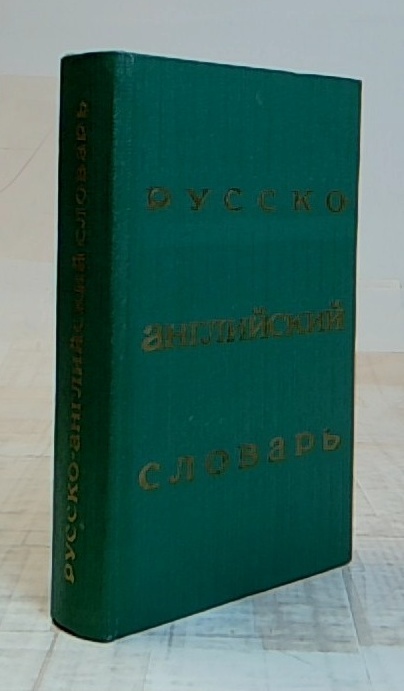 русско-английский словарь
русско
английский
словарь